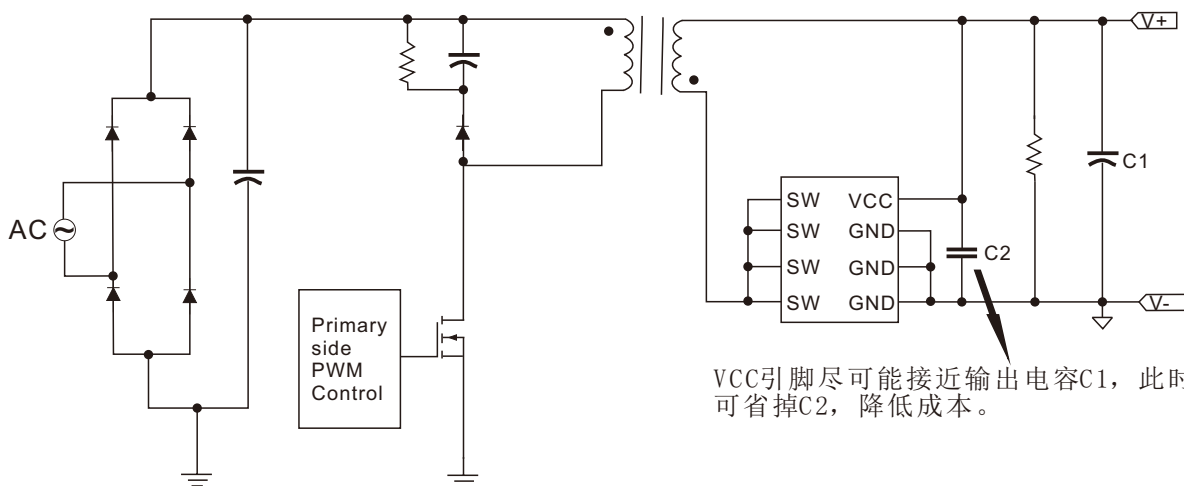 V+
C1
AC
SW VCC
SW GND
C2
SW GND
SW GND
V-
Primary
side
PWM
Control
VCC引脚尽可能接近输出电容C1，此时
可省掉C2，降低成本。